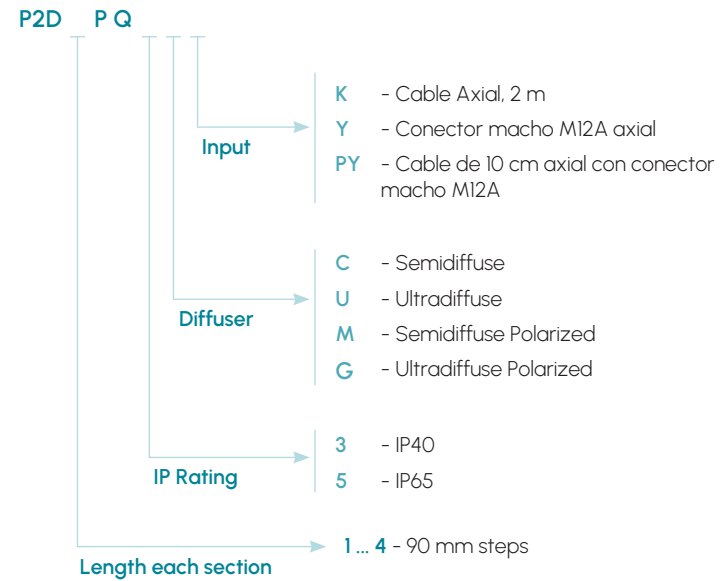 P2D P Q
Input
K - Cable Axial, 2 m
Y - Conector macho M12A axial
PY - Cable de 10 cm axial con conector
macho M12A
Diffuser
C - Semidiffuse
U - Ultradiffuse
M - Semidiffuse Polarized
G - Ultradiffuse Polarized
IP Rating
3 - IP40
5 - IP65
Length each section
1 ... 4 - 90 mm steps